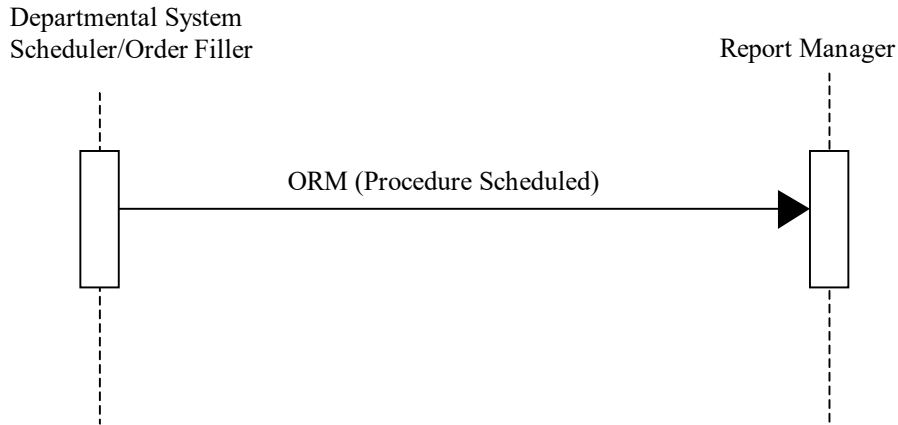 Departmental System
Scheduler/Order Filler
Report Manager
ORM (Procedure Scheduled)